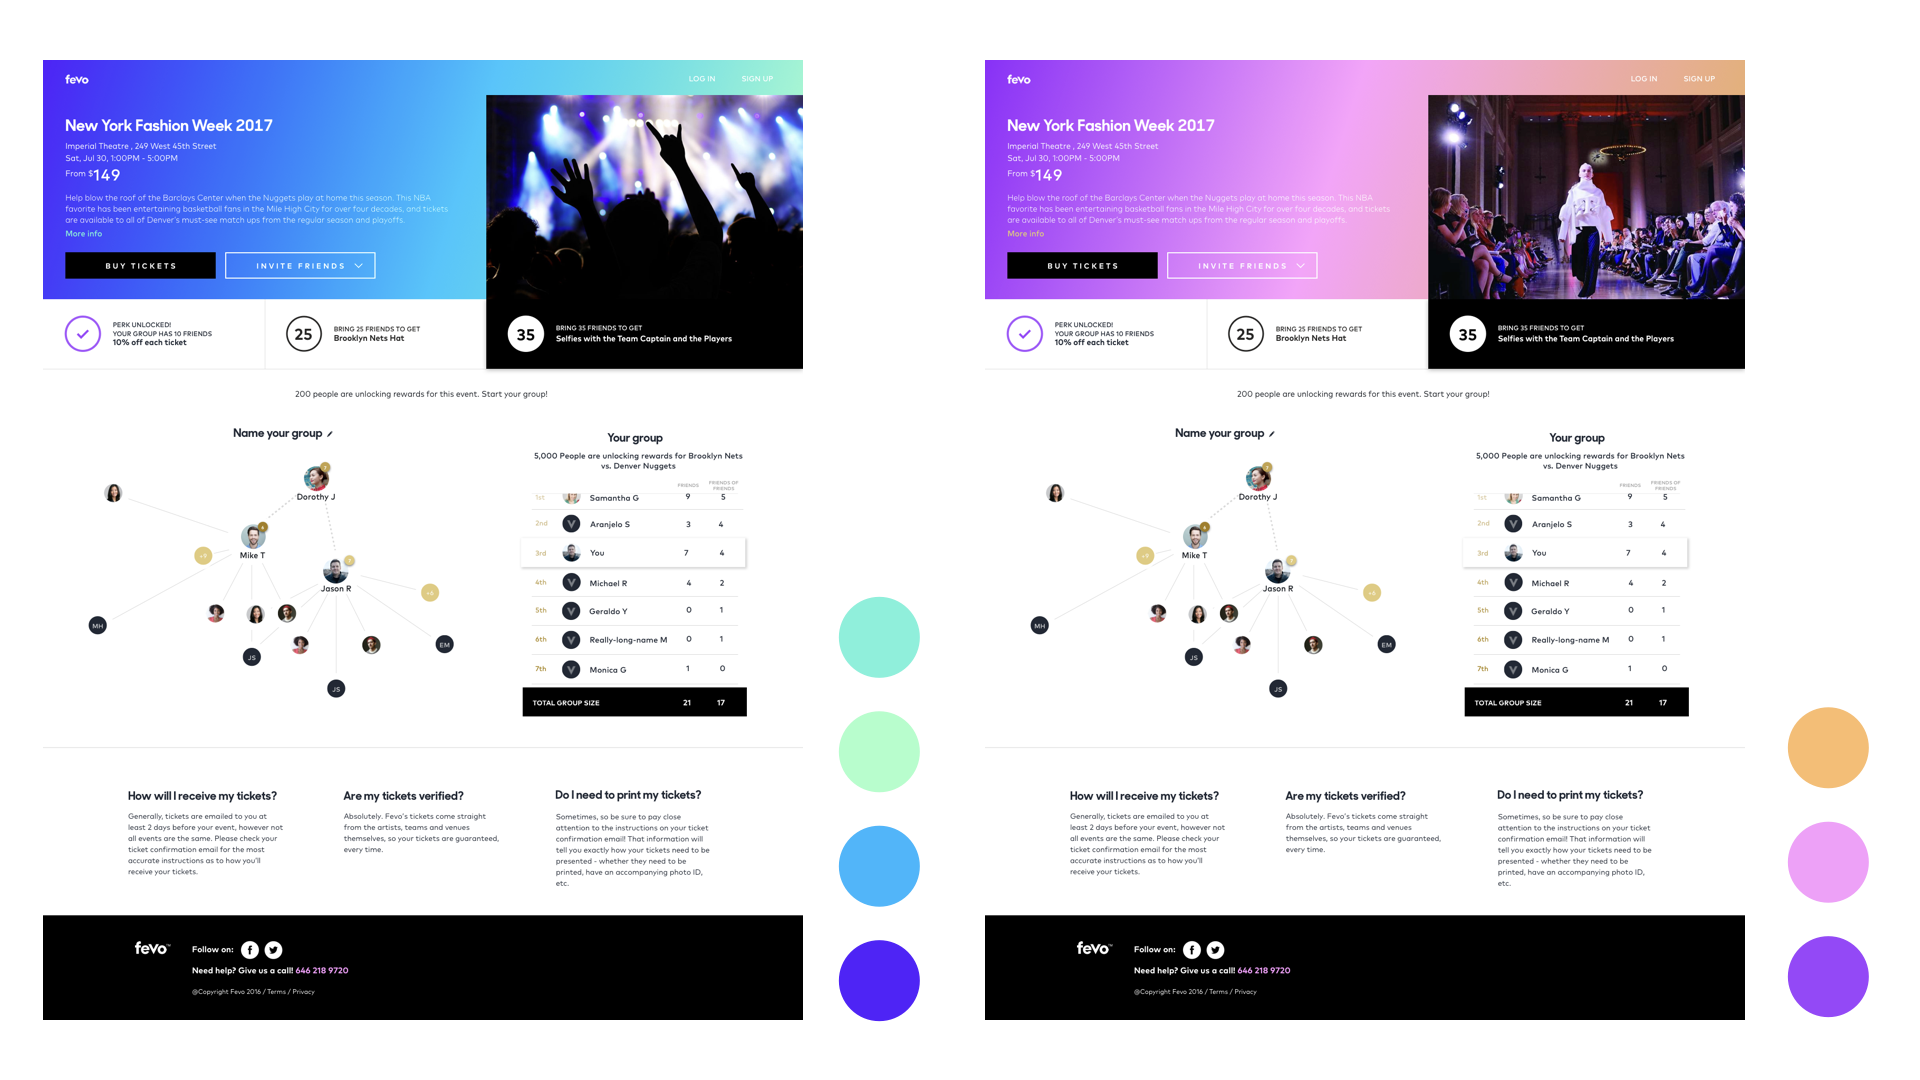 fevo
LOG IN
SIGN UP
New York Fashion Week 2017
Imperial Theatre , 249 West 45th Street
Sat, Jul 30, 1:00PM - 5:00PM
From $149
Help blow the roof of the Barclays Center when the Nuggets play at home this season. This NBA
favorite has been entertaining basketball fans in the Mile High City for over four decades, and tickets
are available to all of Denver's must-see match ups from the regular season and playoffs.
More info
BUY TICKETS
INVITE FRIENDS
PERK UNLOCKED!
YOUR GROUP HAS 10 FRIENDS
10% off each ticket
25
BRING 25 FRIENDS TO GET
Brooklyn Nets Hat
35
BRING 35 FRIENDS TO GET
Selfies with the Team Captain and the Players
200 people are unlocking rewards for this event. Start your group!
Name your group
Dorothy J
Mike T
Jason R
MH
JS
EM
JS
Your group
5,000 People are unlocking rewards for Brooklyn Nets
vs. Denver Nuggets
FRIENDS
FRIENDS OF
FRIENDS
1st Samantha G 9 5
2nd Aranjelo S 3 4
3rd You 7 4
4th Michael R 4 2
5th Geraldo Y 0 1
6th Really-long-name M 0 1
7th Monica G 1 0
TOTAL GROUP SIZE 21 17
How will I receive my tickets?
Generally, tickets are emailed to you at
least 2 days before your event, however not
all events are the same. Please check your
ticket confirmation email for the most
accurate instructions as to how you'll
receive your tickets.
Are my tickets verified?
Absolutely. Fevo's tickets come straight
from the artists, teams and venues
themselves, so your tickets are guaranteed,
every time.
Do I need to print my tickets?
Sometimes, so be sure to pay close
attention to the instructions on your ticket
confirmation email! That information will
tell you exactly how your tickets need to be
presented - whether they need to be
printed, have an accompanying photo ID,
etc.
fevo™
Follow on:
Need help? Give us a call! 646 218 9720
@Copyright Fevo 2016 / Terms / Privacy
fevo
LOG IN
SIGN UP
New York Fashion Week 2017
Imperial Theatre , 249 West 45th Street
Sat, Jul 30, 1:00PM - 5:00PM
From $149
Help blow the roof of the Barclays Center when the Nuggets play at home this season. This NBA
favorite has been entertaining basketball fans in the Mile High City for over four decades, and tickets
are available to all of Denver's must-see match ups from the regular season and playoffs.
More info
BUY TICKETS
INVITE FRIENDS
PERK UNLOCKED!
YOUR GROUP HAS 10 FRIENDS
10% off each ticket
25
BRING 25 FRIENDS TO GET
Brooklyn Nets Hat
35
BRING 35 FRIENDS TO GET
Selfies with the Team Captain and the Players
200 people are unlocking rewards for this event. Start your group!
Name your group
Dorothy J
Mike T
Jason R
MH
JS
EM
JS
Your group
5,000 People are unlocking rewards for Brooklyn Nets
vs. Denver Nuggets
FRIENDS
FRIENDS OF
FRIENDS
1st Samantha G 9 5
2nd Aranjelo S 3 4
3rd You 7 4
4th Michael R 4 2
5th Geraldo Y 0 1
6th Really-long-name M 0 1
7th Monica G 1 0
TOTAL GROUP SIZE 21 17
How will I receive my tickets?
Generally, tickets are emailed to you at
least 2 days before your event, however not
all events are the same. Please check your
ticket confirmation email for the most
accurate instructions as to how you'll
receive your tickets.
Are my tickets verified?
Absolutely. Fevo's tickets come straight
from the artists, teams and venues
themselves, so your tickets are guaranteed,
every time.
Do I need to print my tickets?
Sometimes, so be sure to pay close
attention to the instructions on your ticket
confirmation email! That information will
tell you exactly how your tickets need to be
presented - whether they need to be
printed, have an accompanying photo ID,
etc.
fevo™
Follow on:
Need help? Give us a call! 646 218 9720
@Copyright Fevo 2016 / Terms / Privacy